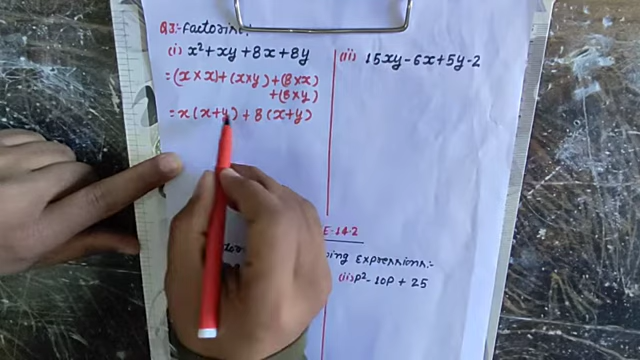 Q3:- Factorise.
(i) x² + xy + 8x + 8y
= (x × x) + (x × y) + (8 × x)
+ (8 × y)
= x (x + y) + 8 (x + y)
(ii) 15xy - 6x + 5y - 2
E-14.2
Expressions:-
(ii) p² - 10p + 25